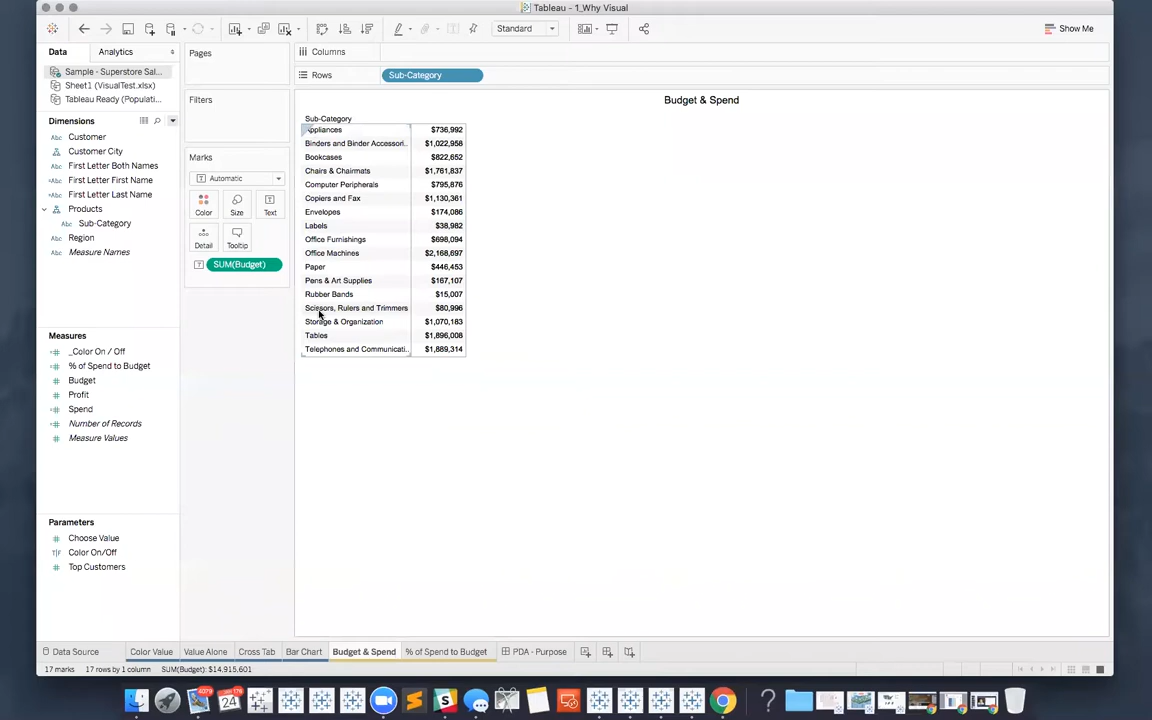 Tableau - 1_Why Visual
Standard
Show Me
Data
Analytics
Pages
Columns
Rows
Sub-Category
Sample - Superstore Sal...
Sheet1 (VisualTest.xlsx)
Tableau Ready (Populati...
Filters
Budget & Spend
Dimensions
Abc Customer
Abc Customer City
Abc First Letter Both Names
Abc First Letter First Name
Abc First Letter Last Name
Products
Abc Sub-Category
Abc Region
Abc Measure Names
Marks
Automatic
Color
Size
Text
Detail
Tooltip
SUM(Budget)
Sub-Category
Appliances $736,992
Binders and Binder Accessori.. $1,022,958
Bookcases $822,652
Chairs & Chairmats $1,761,837
Computer Peripherals $795,876
Copiers and Fax $1,130,361
Envelopes $174,086
Labels $38,982
Office Furnishings $698,094
Office Machines $2,168,697
Paper $446,453
Pens & Art Supplies $167,107
Rubber Bands $15,007
Scissors, Rulers and Trimmers $80,996
Storage & Organization $1,070,183
Tables $1,896,008
Telephones and Communicati.. $1,889,314
Measures
_Color On / Off
% of Spend to Budget
Budget
Profit
Spend
Number of Records
Measure Values
Parameters
Choose Value
Color On/Off
Top Customers
Data Source
Color Value
Value Alone
Cross Tab
Bar Chart
Budget & Spend
% of Spend to Budget
PDA - Purpose
17 marks
17 rows by 1 column
SUM(Budget): $14,915,601
24